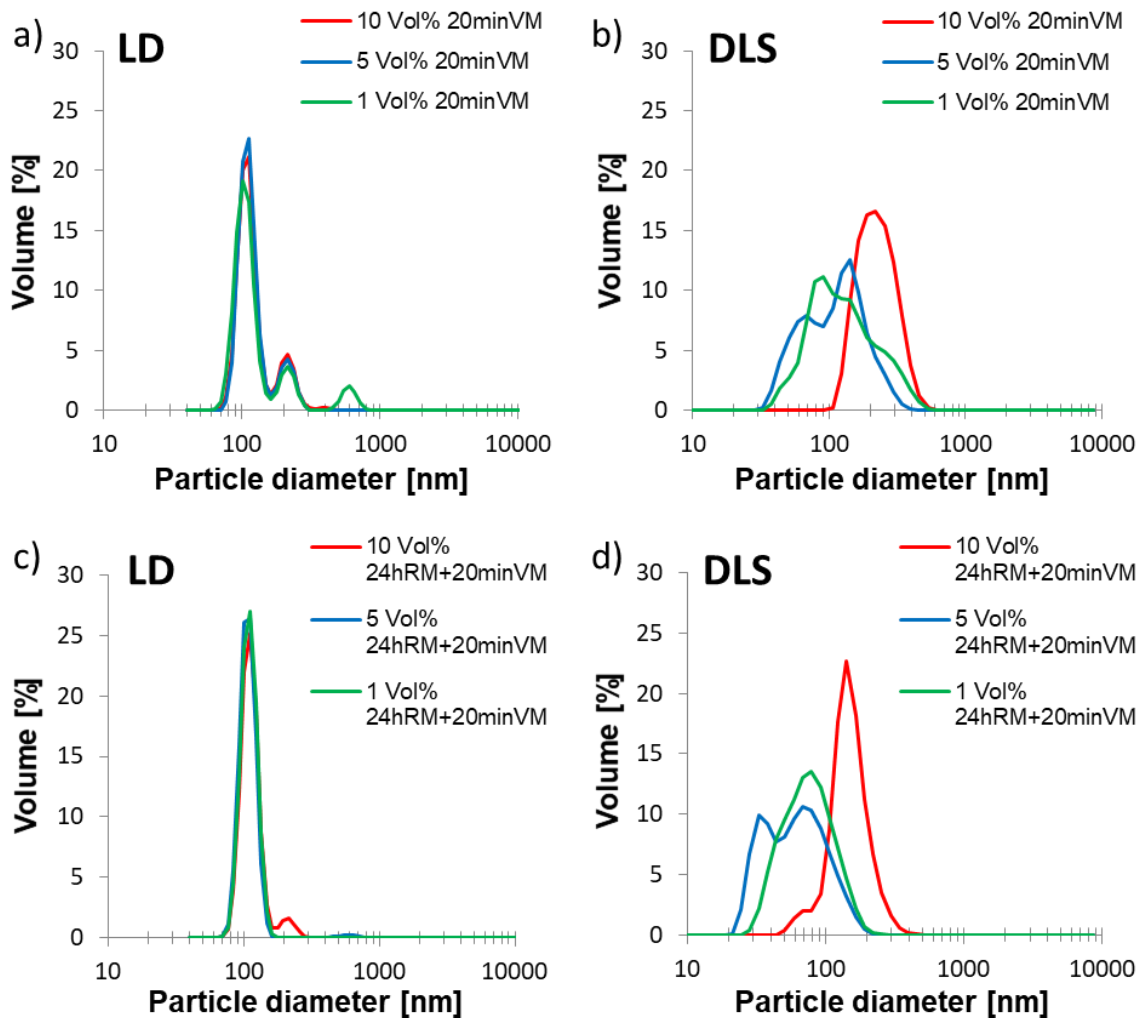 a)
LD
10 Vol% 20minVM
5 Vol% 20minVM
1 Vol% 20minVM
Volume [%]
30
25
20
15
10
5
0
10 100 1000 10000
Particle diameter [nm]
b)
DLS
10 Vol% 20minVM
5 Vol% 20minVM
1 Vol% 20minVM
Volume [%]
30
25
20
15
10
5
0
10 100 1000 10000
Particle diameter [nm]
c)
LD
10 Vol%
24hRM+20minVM
5 Vol%
24hRM+20minVM
1 Vol%
24hRM+20minVM
Volume [%]
30
25
20
15
10
5
0
10 100 1000 10000
Particle diameter [nm]
d)
DLS
10 Vol%
24hRM+20minVM
5 Vol%
24hRM+20minVM
1 Vol%
24hRM+20minVM
Volume [%]
30
25
20
15
10
5
0
10 100 1000 10000
Particle diameter [nm]